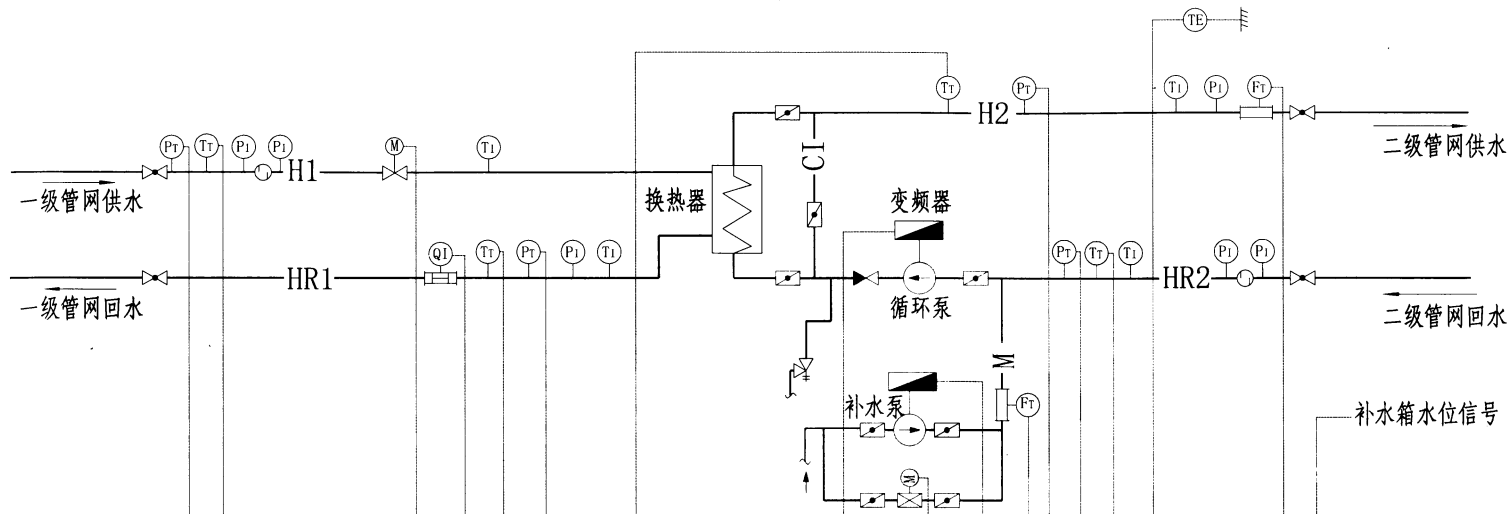 TE
TT
PT
H2
TI
PI
FT
二级管网供水
PT
TT
PI
PI
H1
M
TI
一级管网供水
换热器
CI
变频器
HR1
QI
TT
PT
PI
TI
一级管网回水
循环泵
PT
TT
TI
HR2
PI
PI
二级管网回水
M
补水泵
FT
补水箱水位信号
M